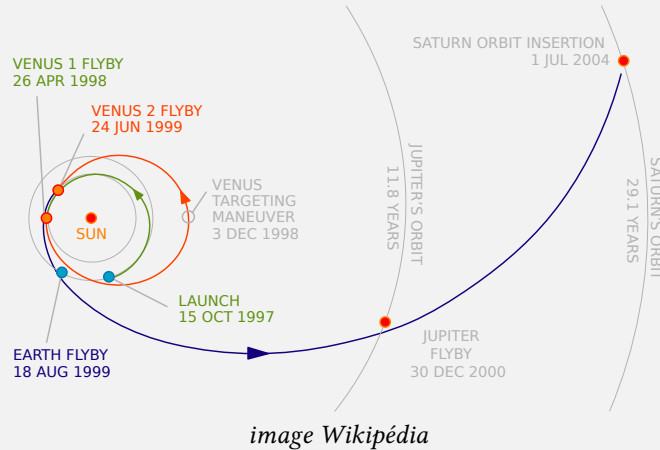 SATURN ORBIT INSERTION
1 JUL 2004
VENUS 1 FLYBY
26 APR 1998
VENUS 2 FLYBY
24 JUN 1999
JUPITER'S ORBIT
11.8 YEARS
SATURN'S ORBIT
29.1 YEARS
VENUS
TARGETING
MANEUVER
3 DEC 1998
SUN
LAUNCH
15 OCT 1997
EARTH FLYBY
18 AUG 1999
JUPITER
FLYBY
30 DEC 2000
image Wikipédia